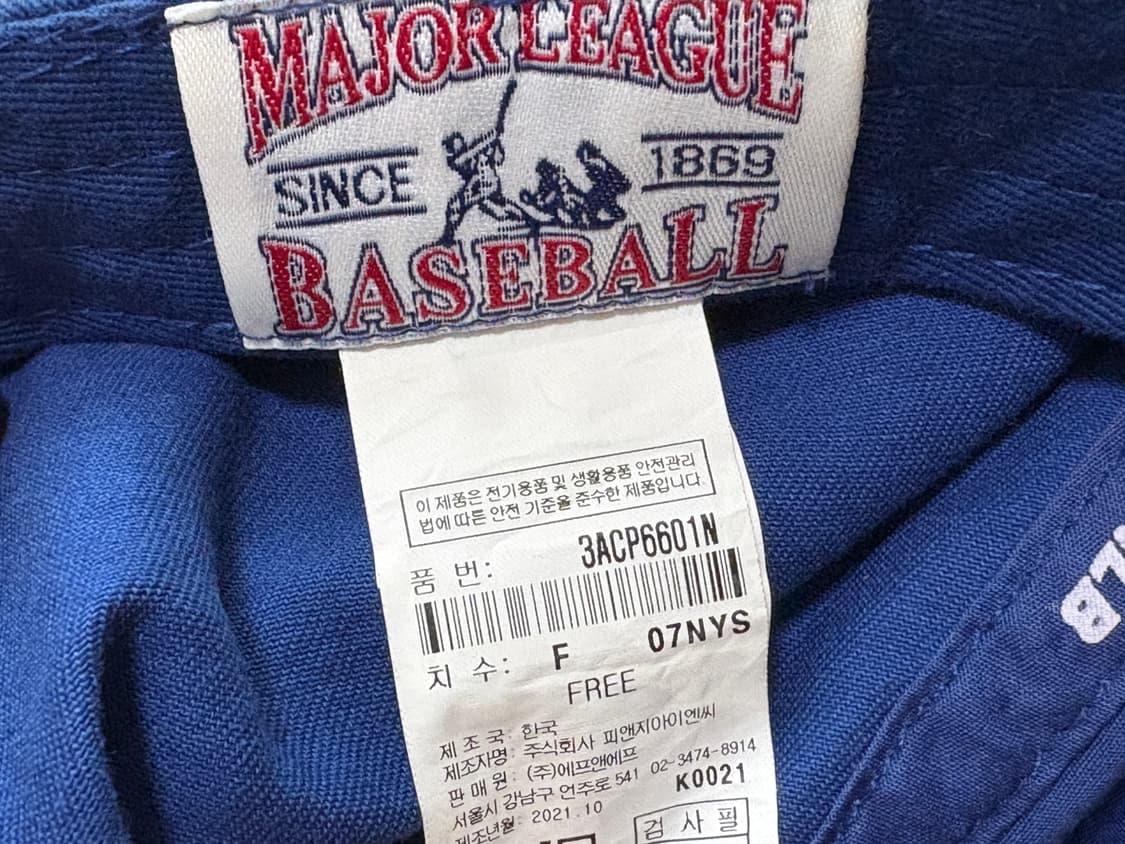 MAJOR LEAGUE
SINCE 1869
BASEBALL
이 제품은 전기용품 및 생활용품 안전관리
법에 따른 안전 기준을 준수한 제품입니다.
품 번: 3ACP6601N
치 수: F 07NYS
FREE
제 조 국: 한국
제조자명: 주식회사 피앤지아이엔씨
판 매 원: (주)에프앤에프
서울시 강남구 언주로 541 02-3474-8914
제조년월: 2021.10 K0021
검 사 필